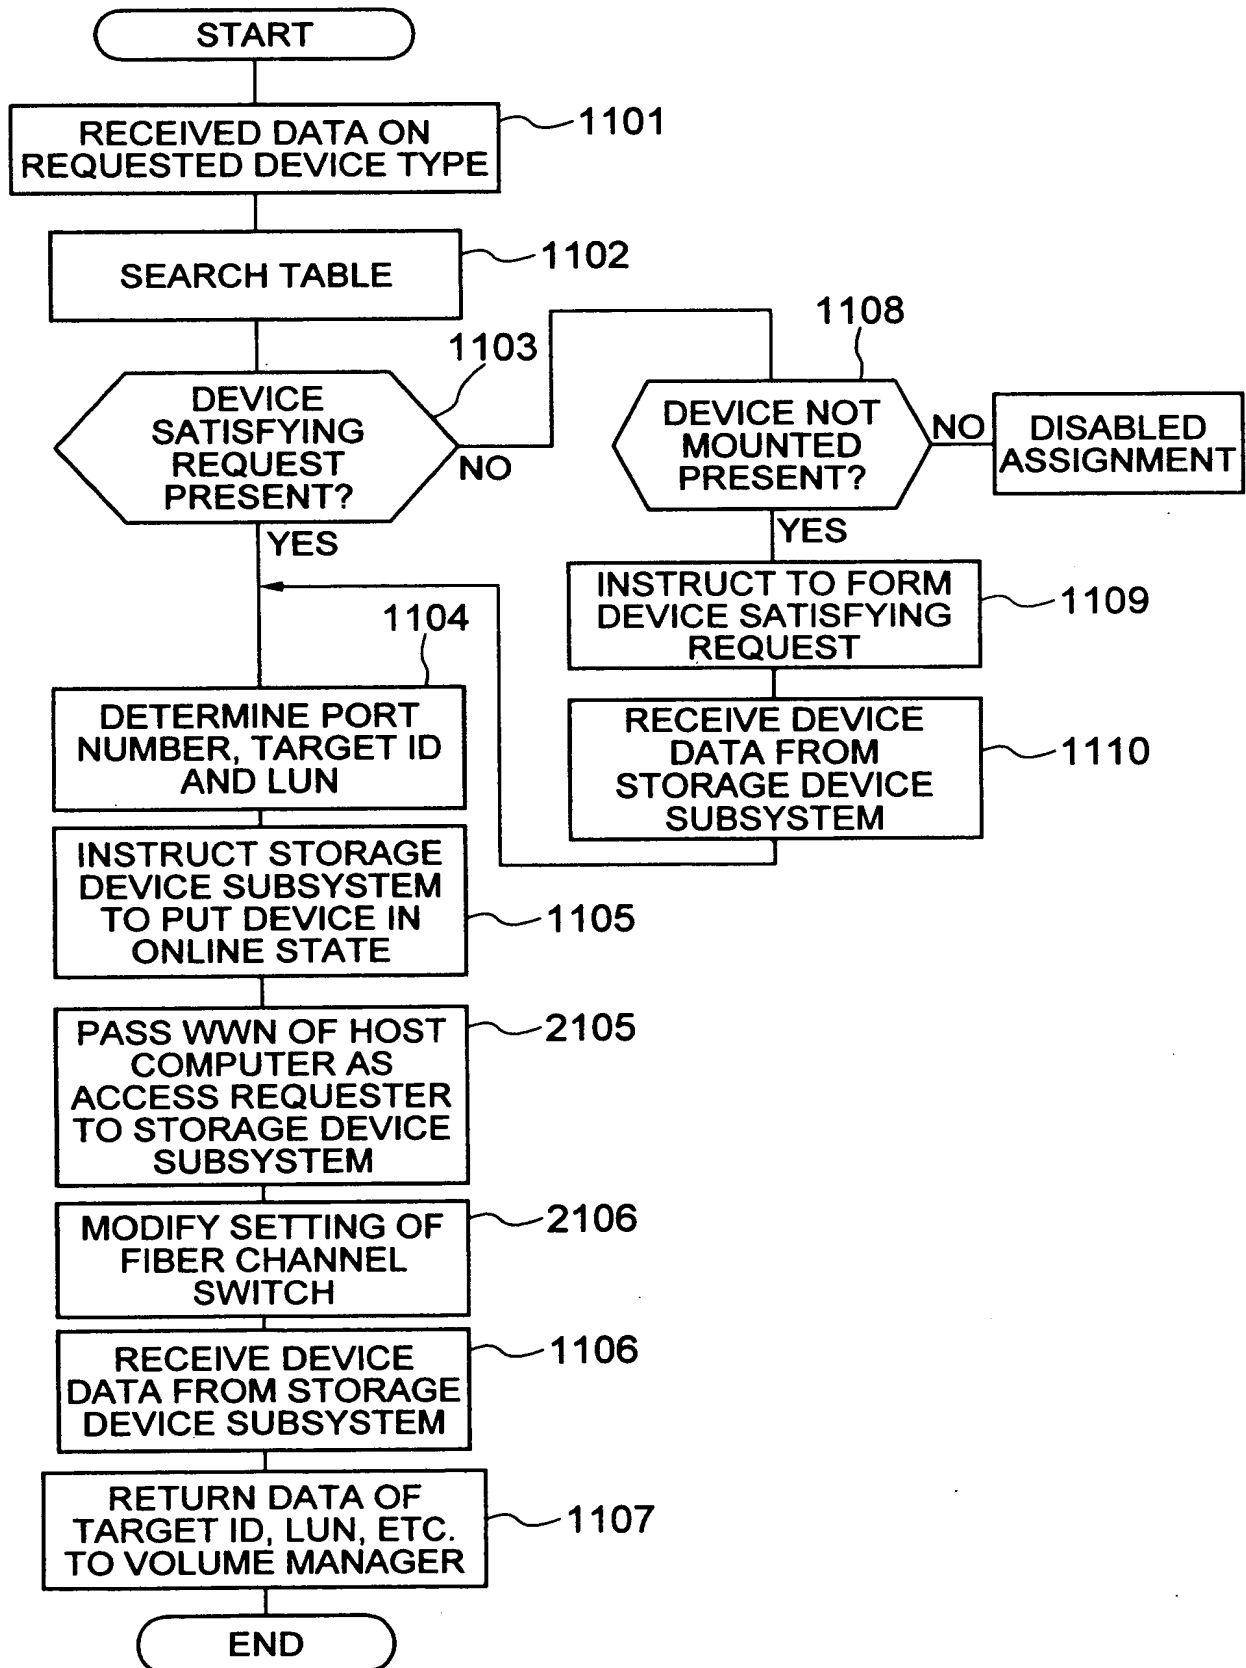 START
RECEIVED DATA ON
REQUESTED DEVICE TYPE
1101
SEARCH TABLE
1102
DEVICE
SATISFYING
REQUEST
PRESENT?
1103
NO
YES
DEVICE NOT
MOUNTED
PRESENT?
1108
NO
DISABLED
ASSIGNMENT
YES
INSTRUCT TO FORM
DEVICE SATISFYING
REQUEST
1109
RECEIVE DEVICE
DATA FROM
STORAGE DEVICE
SUBSYSTEM
1110
1104
DETERMINE PORT
NUMBER, TARGET ID
AND LUN
INSTRUCT STORAGE
DEVICE SUBSYSTEM
TO PUT DEVICE IN
ONLINE STATE
1105
PASS WWN OF HOST
COMPUTER AS
ACCESS REQUESTER
TO STORAGE DEVICE
SUBSYSTEM
2105
MODIFY SETTING OF
FIBER CHANNEL
SWITCH
2106
RECEIVE DEVICE
DATA FROM STORAGE
DEVICE SUBSYSTEM
1106
RETURN DATA OF
TARGET ID, LUN, ETC.
TO VOLUME MANAGER
1107
END